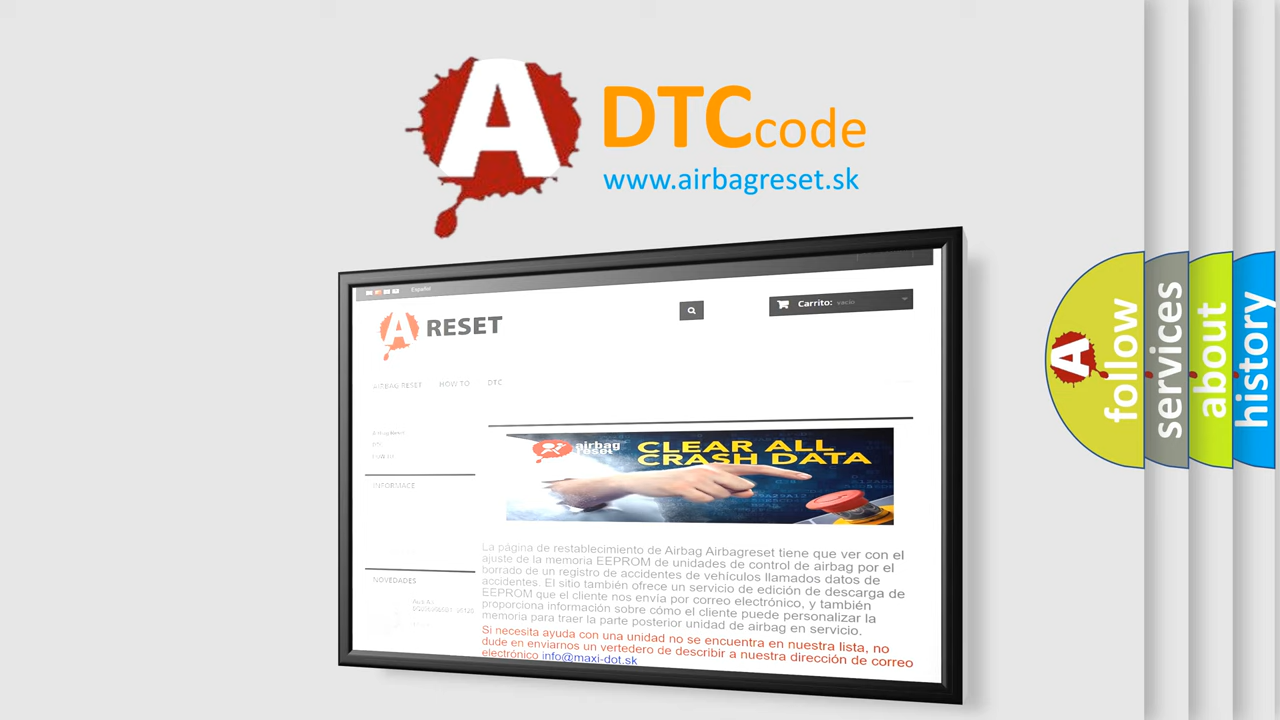 A DTCcode
www.airbagreset.sk
Español
A RESET
Carrito: vacío
AIRBAG RESET HOW TO DTC
INFORMACE
CLEAR ALL
CRASH DATA
airbag
reset
La página de restablecimiento de Airbag Airbagreset tiene que ver con el
ajuste de la memoria EEPROM de unidades de control de airbag por el
borrado de un registro de accidentes de vehículos llamados datos de
accidentes. El sitio también ofrece un servicio de edición de descarga de
EEPROM que el cliente nos envía por correo electrónico, y también
proporciona información sobre cómo el cliente puede personalizar la
memoria para traer la parte posterior unidad de airbag en servicio.
Si necesita ayuda con una unidad no se encuentra en nuestra lista, no
dude en enviarnos un vertedero de describir a nuestra dirección de correo
electrónico info@maxi-dot.sk
NOVEDADES
A follow
services
about
history